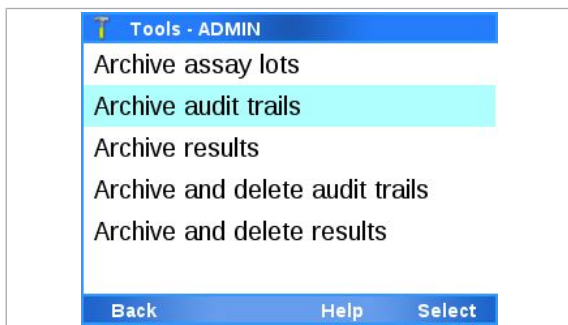 Tools - ADMIN
Archive assay lots
Archive audit trails
Archive results
Archive and delete audit trails
Archive and delete results
Back Help Select